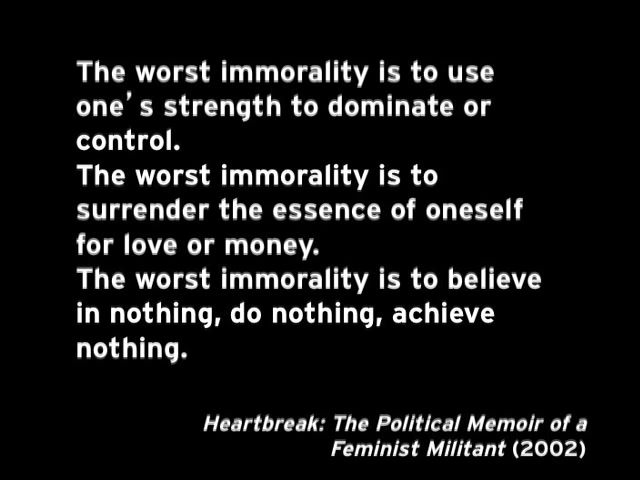 The worst immorality is to use
one's strength to dominate or
control.
The worst immorality is to
surrender the essence of oneself
for love or money.
The worst immorality is to believe
in nothing, do nothing, achieve
nothing.
Heartbreak: The Political Memoir of a
Feminist Militant (2002)